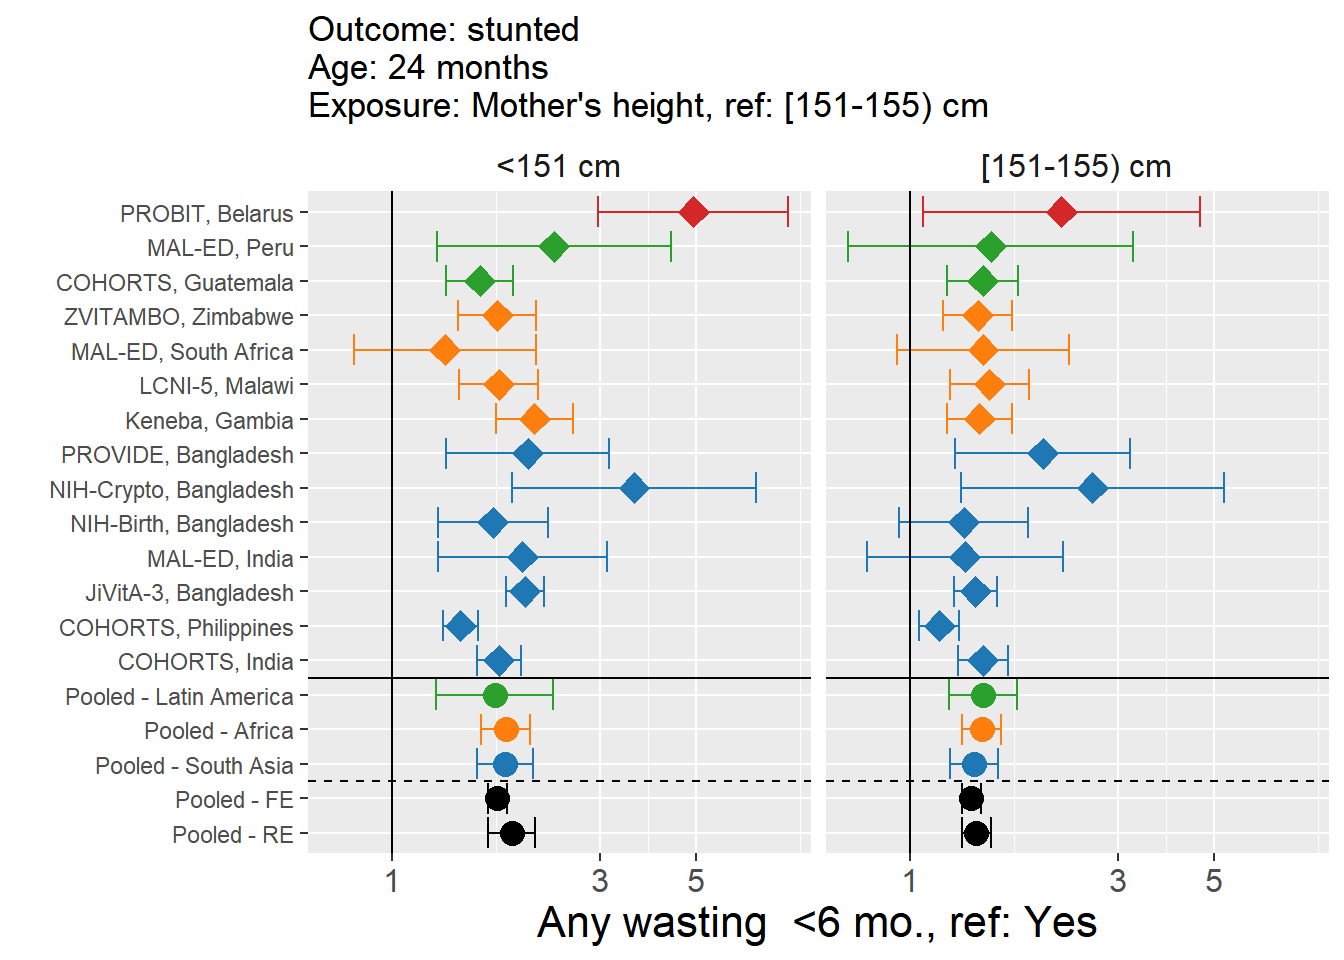 Outcome: stunted
Age: 24 months
Exposure: Mother's height, ref: [151-155) cm
<151 cm
[151-155) cm
PROBIT, Belarus
MAL-ED, Peru
COHORTS, Guatemala
ZVITAMBO, Zimbabwe
MAL-ED, South Africa
LCNI-5, Malawi
Keneba, Gambia
PROVIDE, Bangladesh
NIH-Crypto, Bangladesh
NIH-Birth, Bangladesh
MAL-ED, India
JiVitA-3, Bangladesh
COHORTS, Philippines
COHORTS, India
Pooled - Latin America
Pooled - Africa
Pooled - South Asia
Pooled - FE
Pooled - RE
1 3 5
1 3 5
Any wasting  <6 mo., ref: Yes